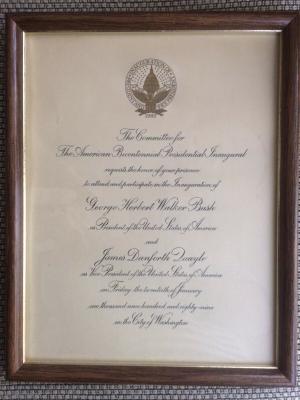 The Committee for
The American Bicentennial Presidential Inaugural
requests the honor of your presence
to attend and participate in the Inauguration of
George Herbert Walker Bush
as President of the United States of America
and
James Danforth Quayle
as Vice President of the United States of America
on Friday the twentieth of January
one thousand nine hundred and eighty-nine
in the City of Washington